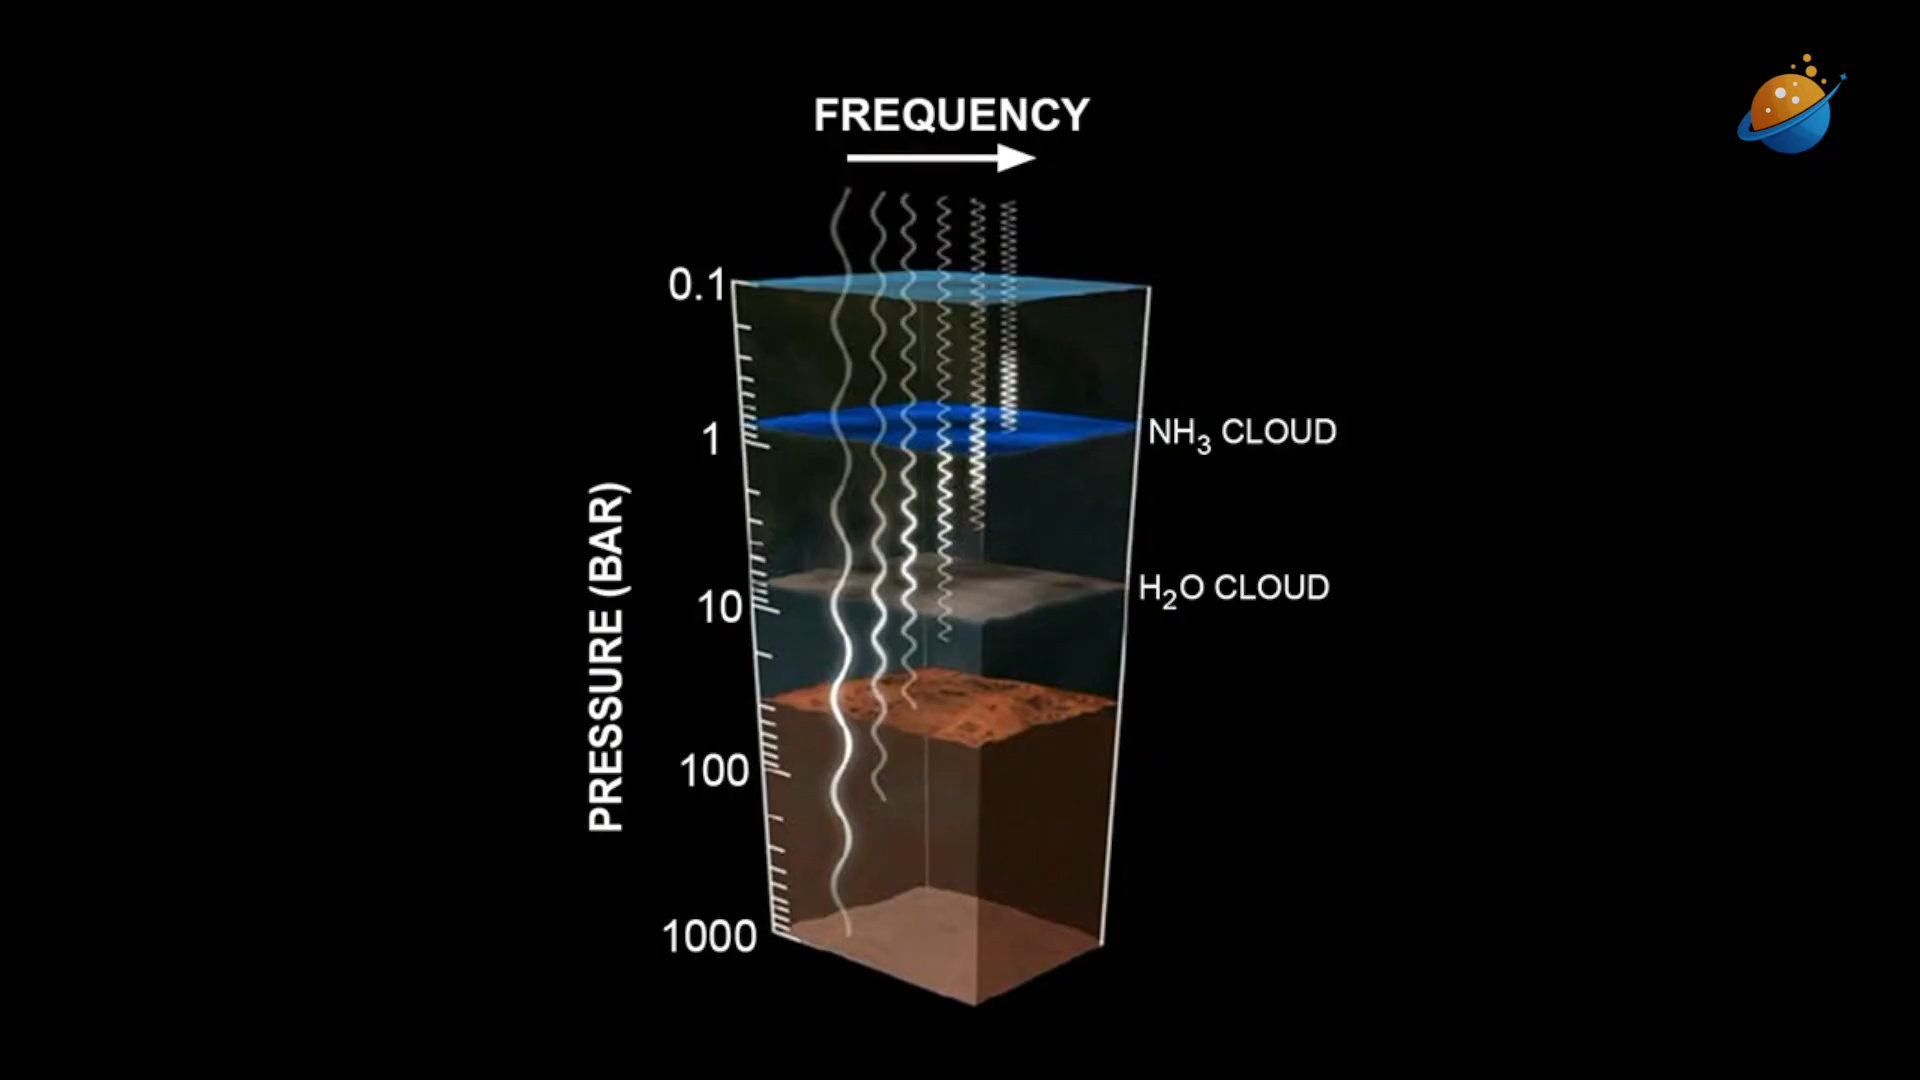 FREQUENCY
0.1
1
10
100
1000
PRESSURE (BAR)
NH₃ CLOUD
H₂O CLOUD